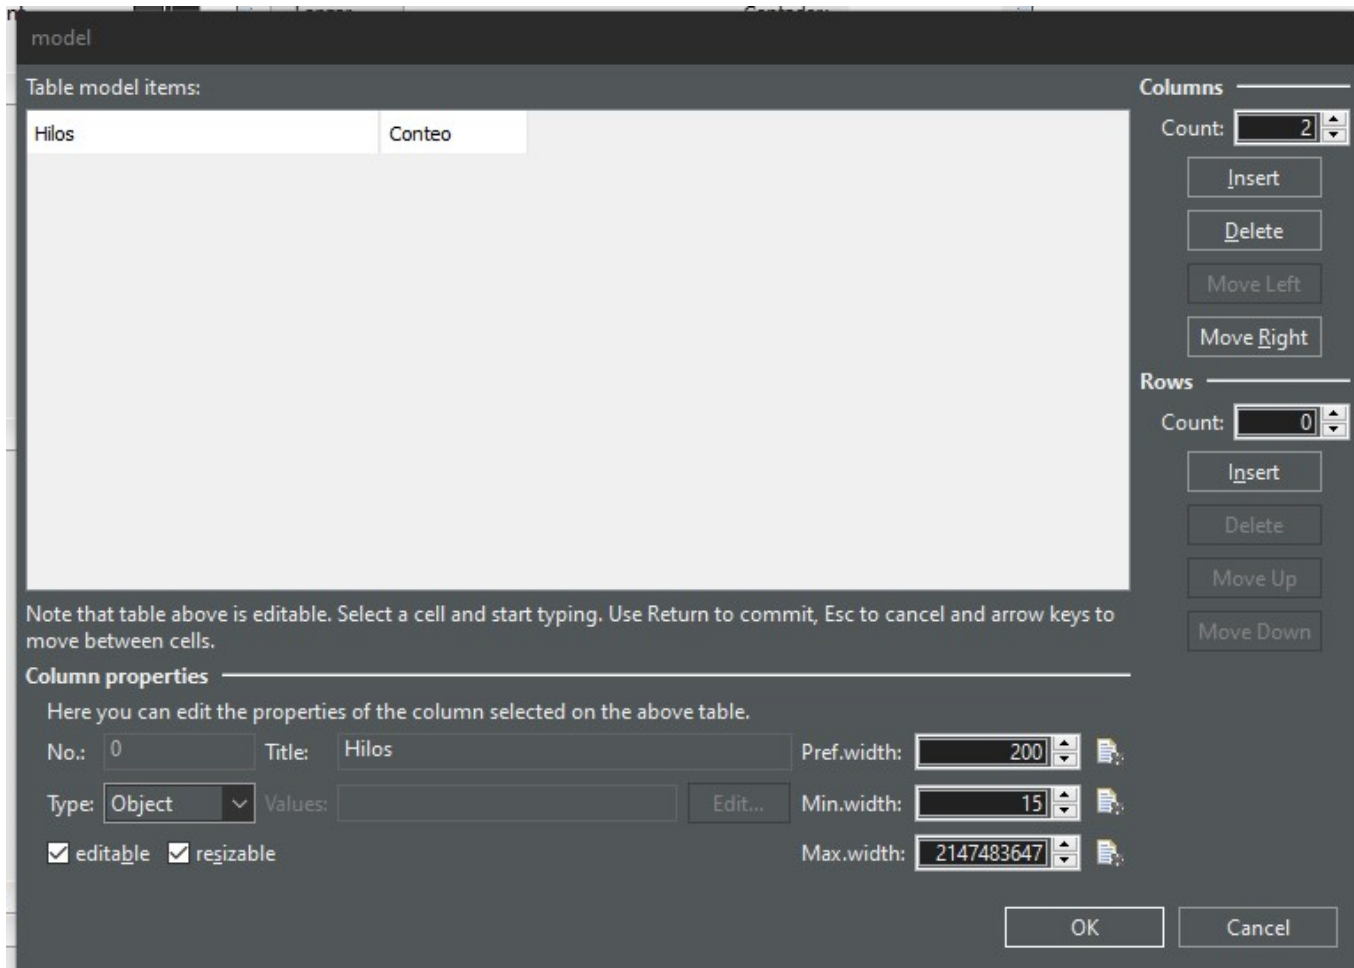 model
Table model items:
Hilos Conteo
Columns
Count: 2
Insert
Delete
Move Left
Move Right
Rows
Count: 0
Insert
Delete
Move Up
Move Down
Note that table above is editable. Select a cell and start typing. Use Return to commit, Esc to cancel and arrow keys to
move between cells.
Column properties
Here you can edit the properties of the column selected on the above table.
No.: 0 Title: Hilos Pref.width: 200
Type: Object Values: Edit... Min.width: 15
editable resizable Max.width: 2147483647
OK Cancel